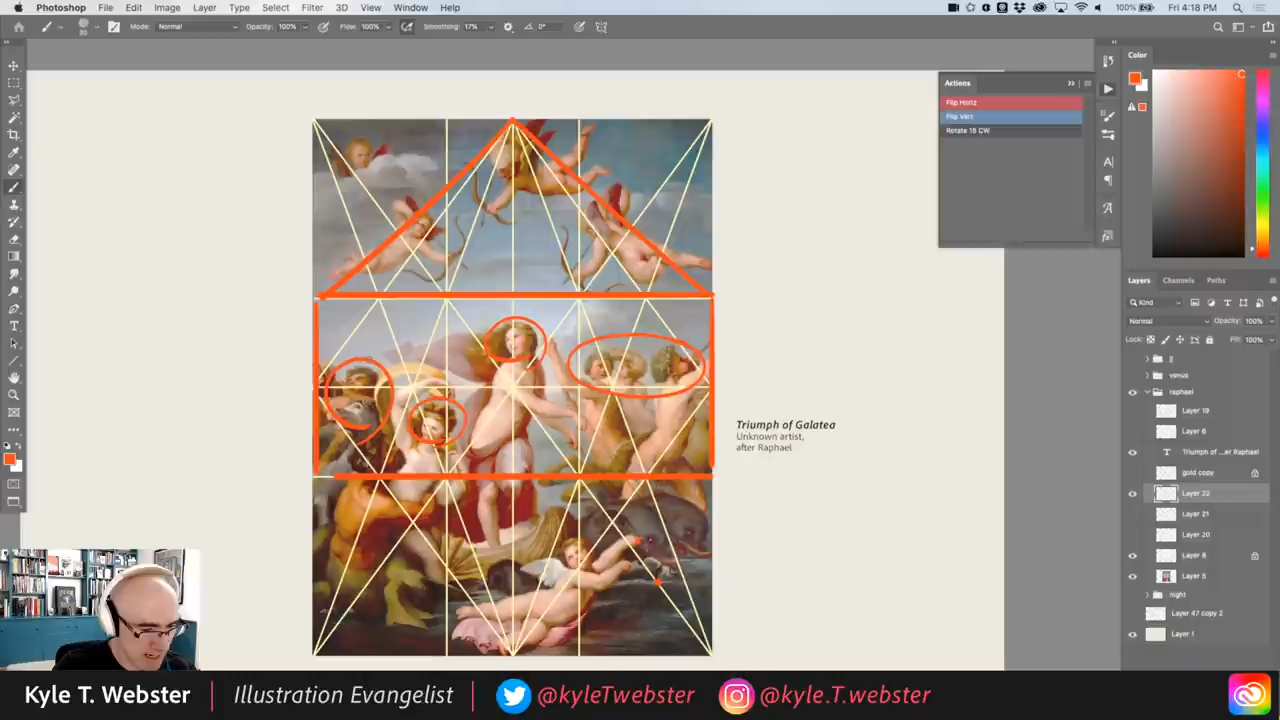 Photoshop File Edit Image Layer Type Select Filter 3D View Window Help
100% Fri 4:18 PM
30 Mode: Normal Opacity: 100% Flow: 100% Smoothing: 17% 0°
Color
Actions
Flip Horiz
Flip Vert
Rotate 15 CW
Layers Channels Paths
Kind
Normal Opacity: 100%
Lock: Fill: 100%
venus
raphael
Layer 19
Layer 6
Triumph of ...er Raphael
gold copy
Layer 22
Layer 21
Layer 20
Layer 8
Layer 5
night
Layer 47 copy 2
Layer 1
Triumph of Galatea
Unknown artist,
after Raphael
Kyle T. Webster | Illustration Evangelist @kyleTwebster @kyle.T.webster